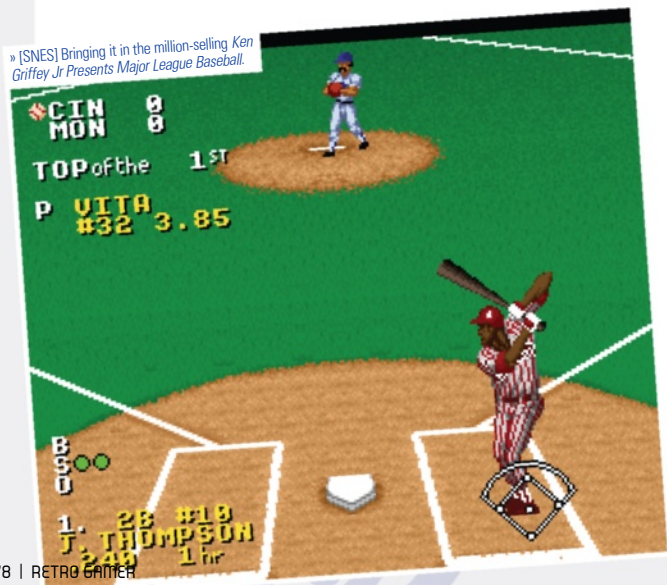 » [SNES] Bringing it in the million-selling Ken
Griffey Jr Presents Major League Baseball.
CIN 0
MON 0
TOP of the 1ST
P VITA
#32 3.85
B
S
O
1. 2B #10
J. THOMPSON
.240 1 hr
78 | RETRO GAMER